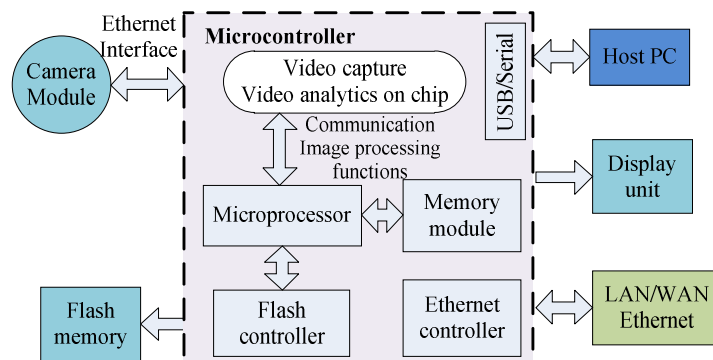 Ethernet
Interface
Camera
Module
Microcontroller
Video capture
Video analytics on chip
Communication
Image processing
functions
USB/Serial
Host PC
Microprocessor
Memory
module
Display
unit
Flash
memory
Flash
controller
Ethernet
controller
LAN/WAN
Ethernet